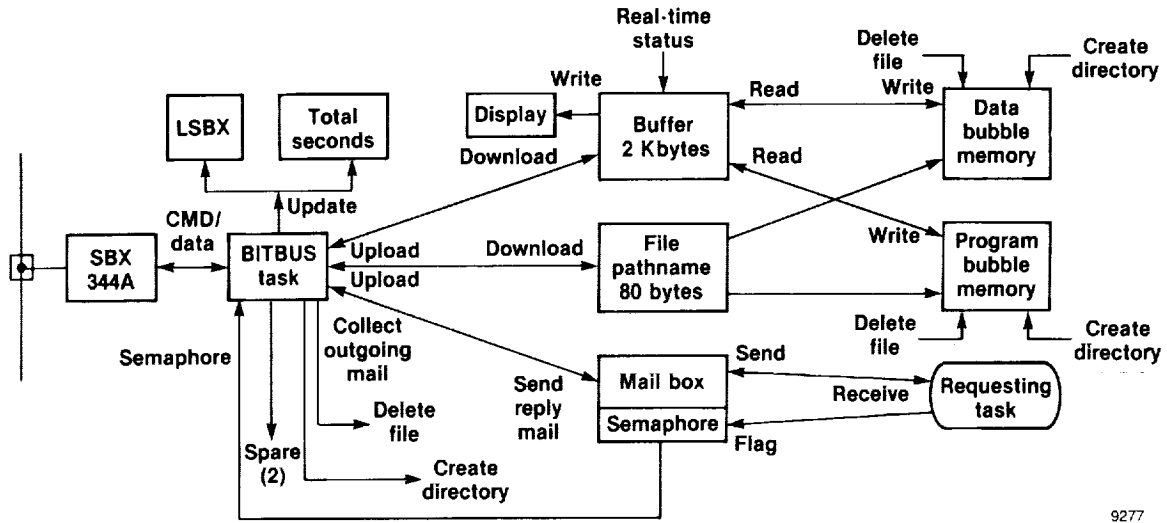 Real-time
status
Delete
file
Create
directory
Write
Read
Write
LSBX
Total
seconds
Display
Buffer
2 Kbytes
Data
bubble
memory
Download
Read
Update
CMD/
data
SBX
344A
BITBUS
task
Upload
Download
Upload
File
pathname
80 bytes
Write
Program
bubble
memory
Semaphore
Collect
outgoing
mail
Delete
file
Create
directory
Send
reply
mail
Mail box
Semaphore
Send
Receive
Flag
Requesting
task
Delete
file
Spare
(2)
Create
directory
9277